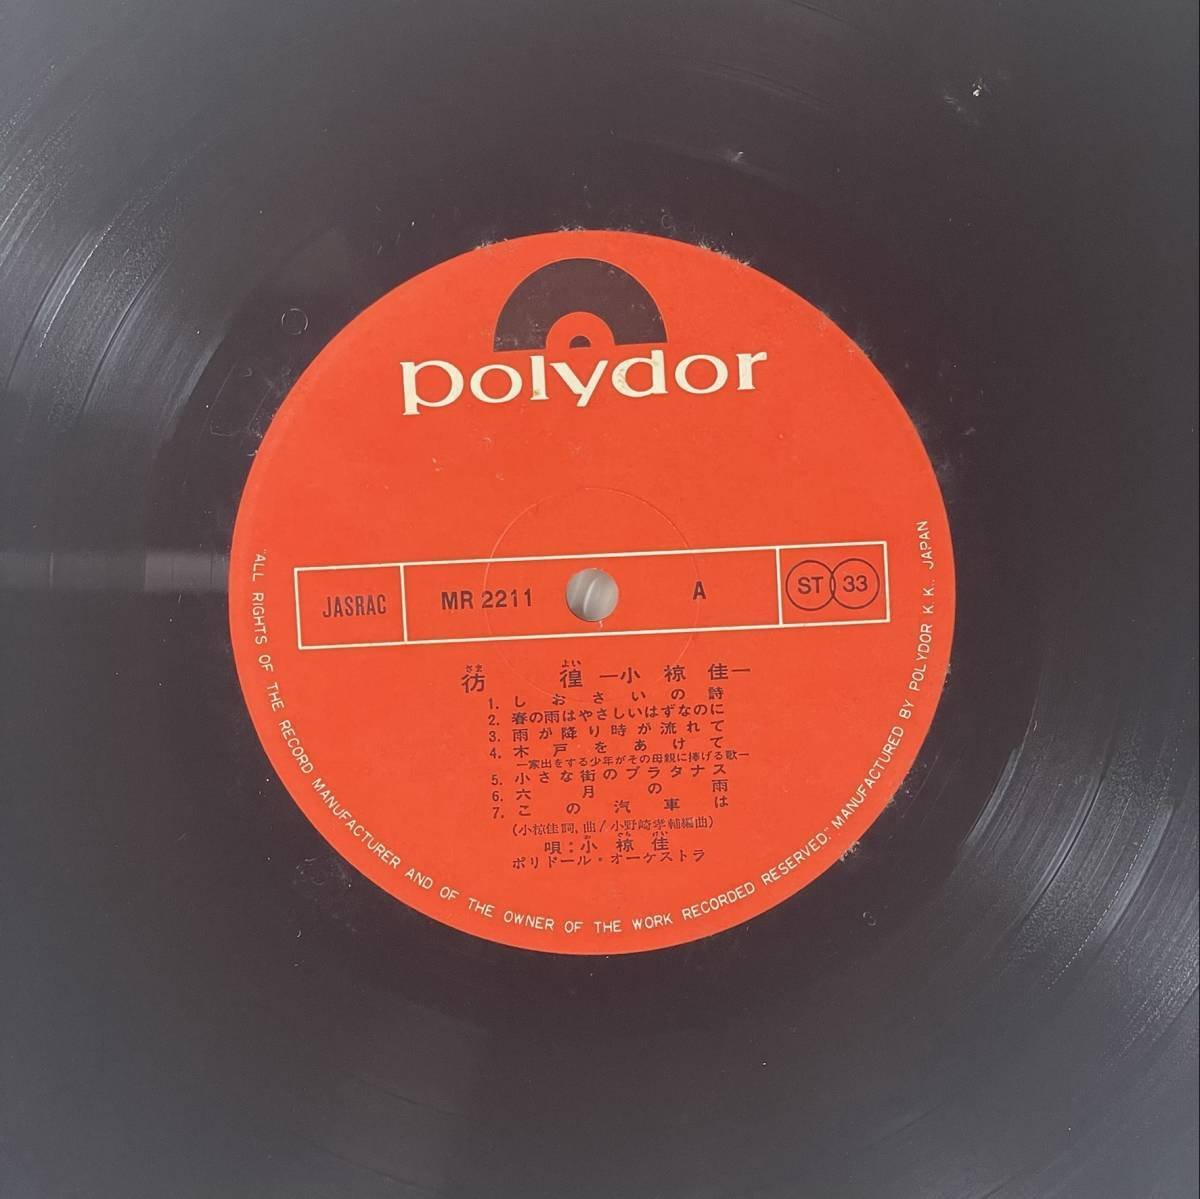 polydor
JASRAC MR 2211 A ST 33
さま よい
彷徨 ―小椋佳―
1. しおさいの詩
2. 春の雨はやさしいはずなのに
3. 雨が降り時が流れて
4. 木戸をあけて
―家出をする少年がその母親に捧げる歌―
5. 小さな街のプラタナス
6. 六月の雨
7. この汽車は
(小椋佳詞、曲/小野崎孝輔編曲)
お ぐら けい
唄:小椋佳
ポリドール・オーケストラ
"ALL RIGHTS OF THE RECORD MANUFACTURER AND OF THE OWNER OF THE WORK RECORDED RESERVED." MANUFACTURED BY POLYDOR K.K., JAPAN